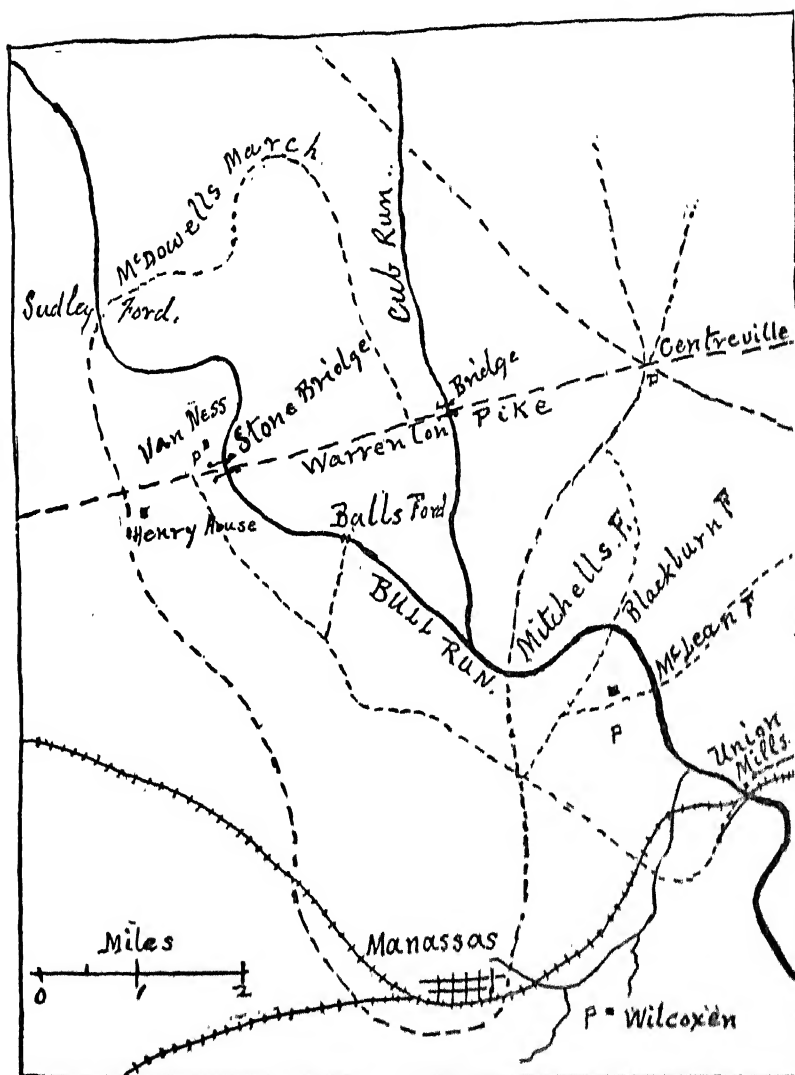 McDowells March
Cub Run.
Sudley Ford.
Centreville
P
Bridge
Stone Bridge
Van Ness
P
Warrenton Pike
Henry House
Balls Ford
Mitchells. F.
Blackburn F
BULL RUN.
McLean F
P
Union
Mills.
Miles
0 1 2
Manassas
P Wilcoxen